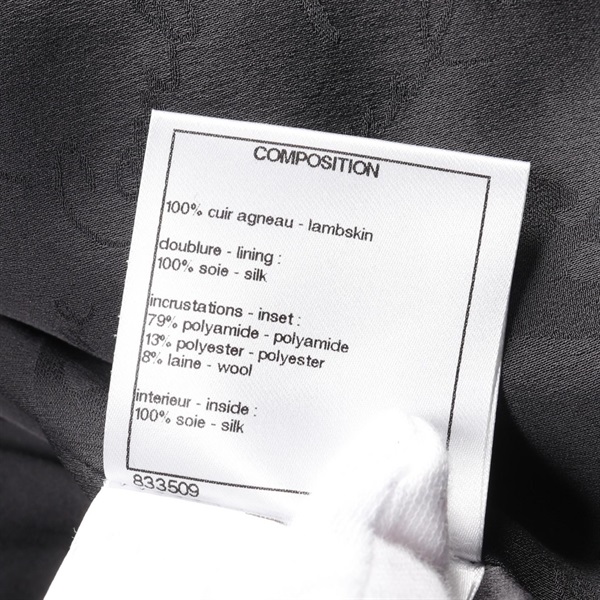 COMPOSITION
100% cuir agneau - lambskin
doublure - lining :
100% soie - silk
incrustations - inset :
79% polyamide - polyamide
13% polyester - polyester
8% laine - wool
interieur - inside :
100% soie - silk
833509